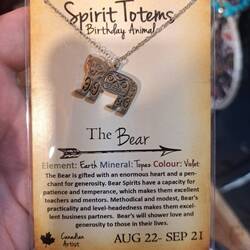 Spirit Totems
Birthday Animal
The Bear
Element: Earth Mineral: Topaz Colour: Violet
The Bear is gifted with an enormous heart and a pen-
chant for generosity. Bear Spirits have a capacity for
patience and temperance, which makes them excellent
teachers and mentors. Methodical and modest, Bear's
practicality and level-headedness makes them excel-
lent business partners. Bear's will shower love and
generosity to those in their lives.
Canadian
Artist
AUG 22- SEP 21